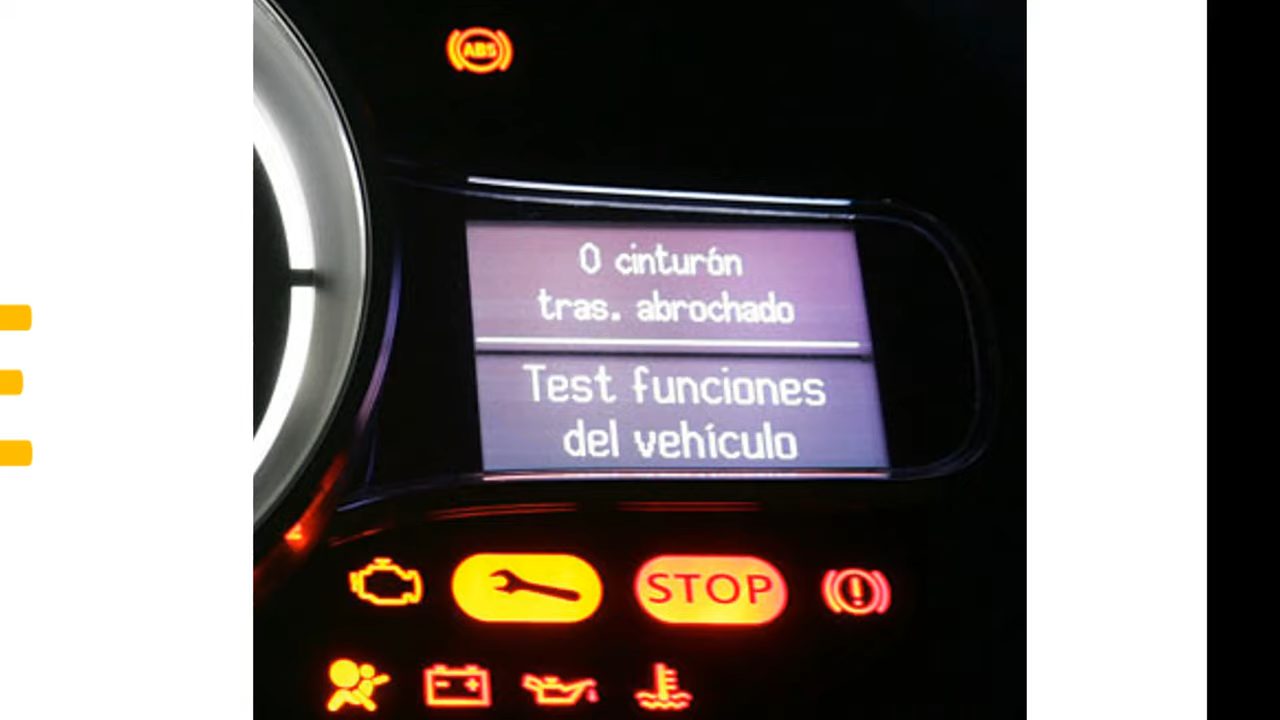 ABS
0 cinturón
tras. abrochado
Test funciones
del vehículo
STOP